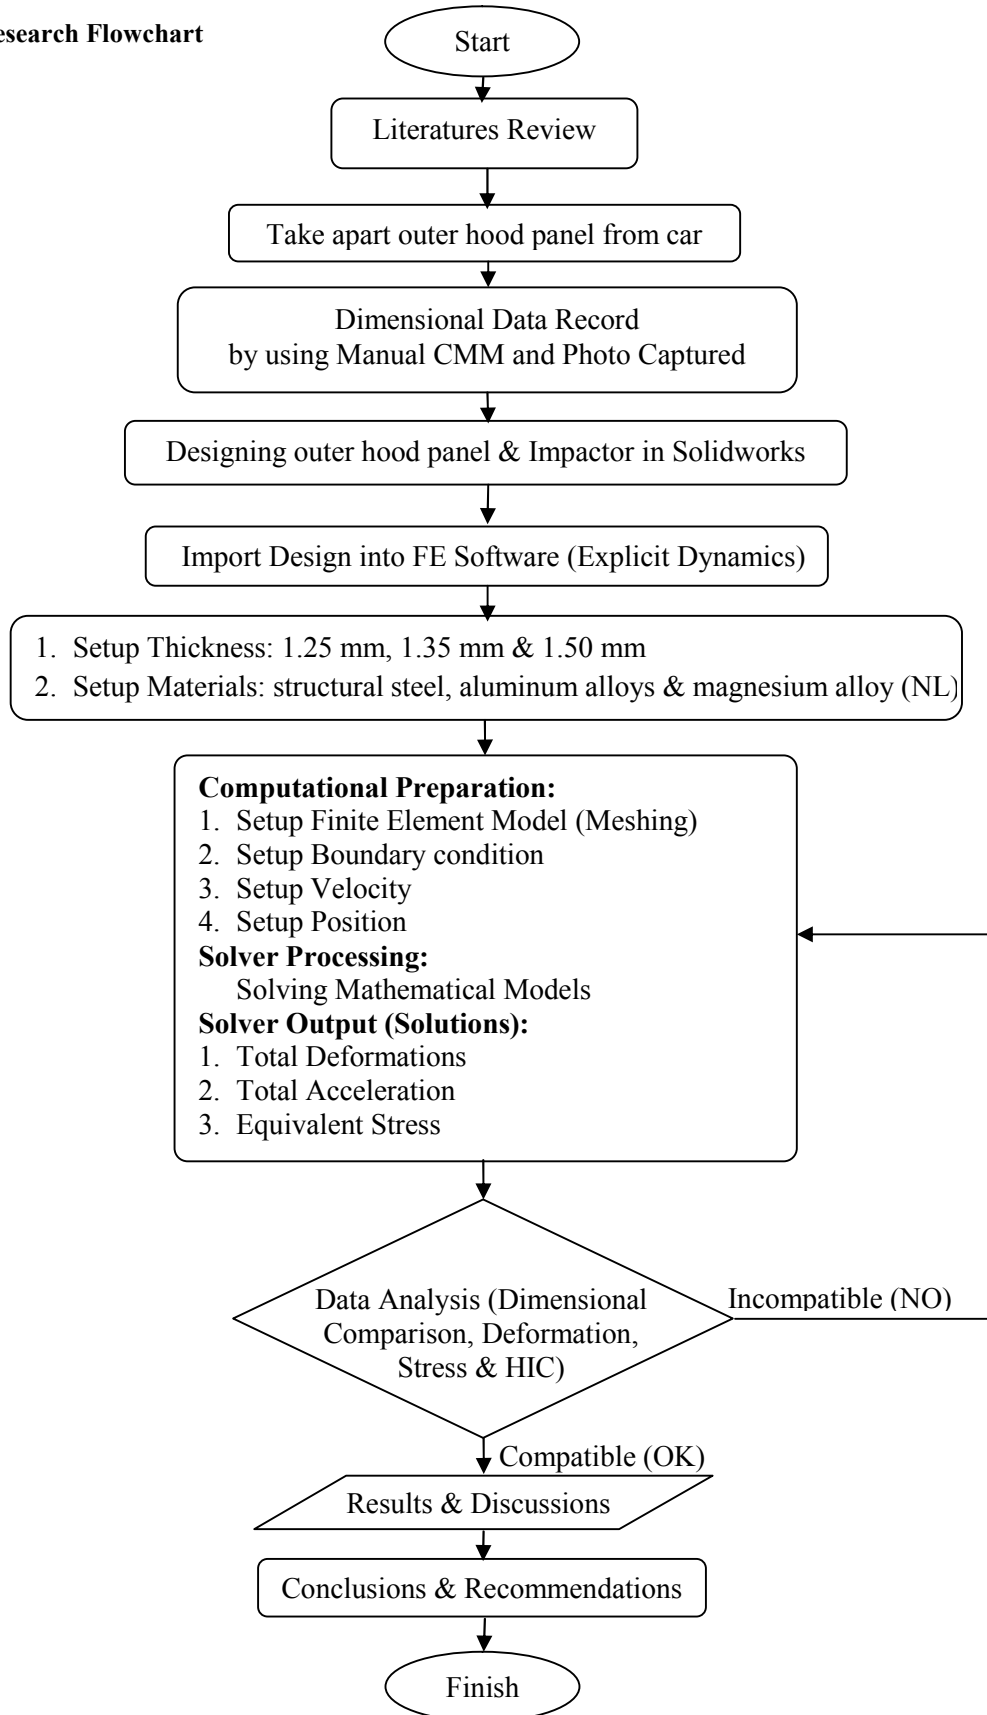 esearch Flowchart
Start
Literatures Review
Take apart outer hood panel from car
Dimensional Data Record
by using Manual CMM and Photo Captured
Designing outer hood panel & Impactor in Solidworks
Import Design into FE Software (Explicit Dynamics)
1. Setup Thickness: 1.25 mm, 1.35 mm & 1.50 mm
2. Setup Materials: structural steel, aluminum alloys & magnesium alloy (NL)
Computational Preparation:
1. Setup Finite Element Model (Meshing)
2. Setup Boundary condition
3. Setup Velocity
4. Setup Position
Solver Processing:
Solving Mathematical Models
Solver Output (Solutions):
1. Total Deformations
2. Total Acceleration
3. Equivalent Stress
Data Analysis (Dimensional
Comparison, Deformation,
Stress & HIC)
Incompatible (NO)
Compatible (OK)
Results & Discussions
Conclusions & Recommendations
Finish